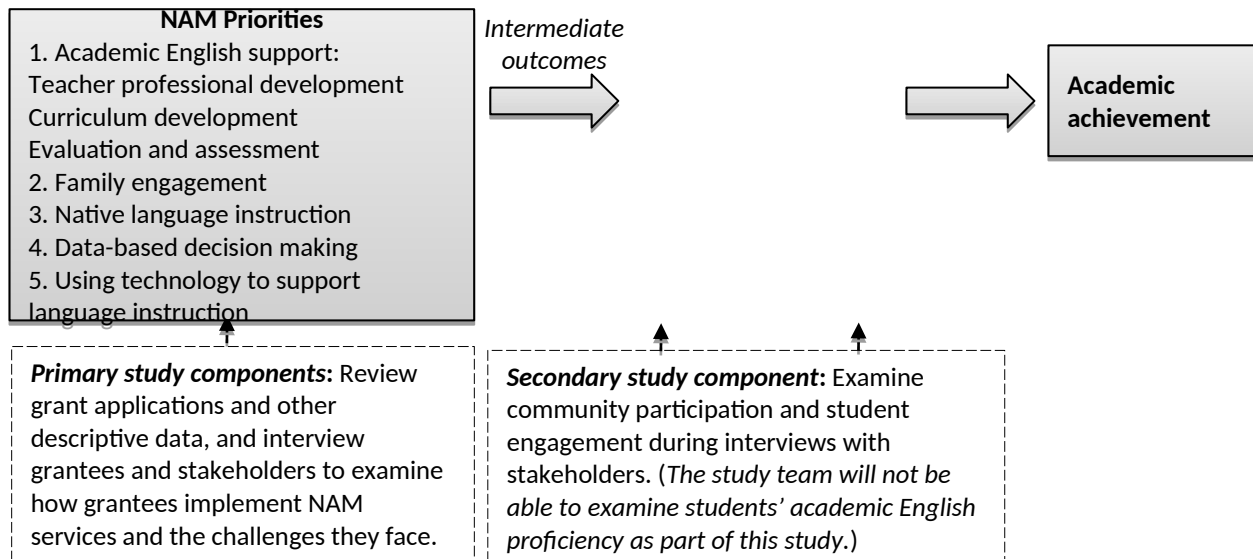 NAM Priorities
1. Academic English support:
Teacher professional development
Curriculum development
Evaluation and assessment
2. Family engagement
3. Native language instruction
4. Data-based decision making
5. Using technology to support
language instruction
Intermediate
outcomes
Academic
achievement
Primary study components: Review
grant applications and other
descriptive data, and interview
grantees and stakeholders to examine
how grantees implement NAM
services and the challenges they face.
Secondary study component: Examine
community participation and student
engagement during interviews with
stakeholders. (The study team will not be
able to examine students’ academic English
proficiency as part of this study.)